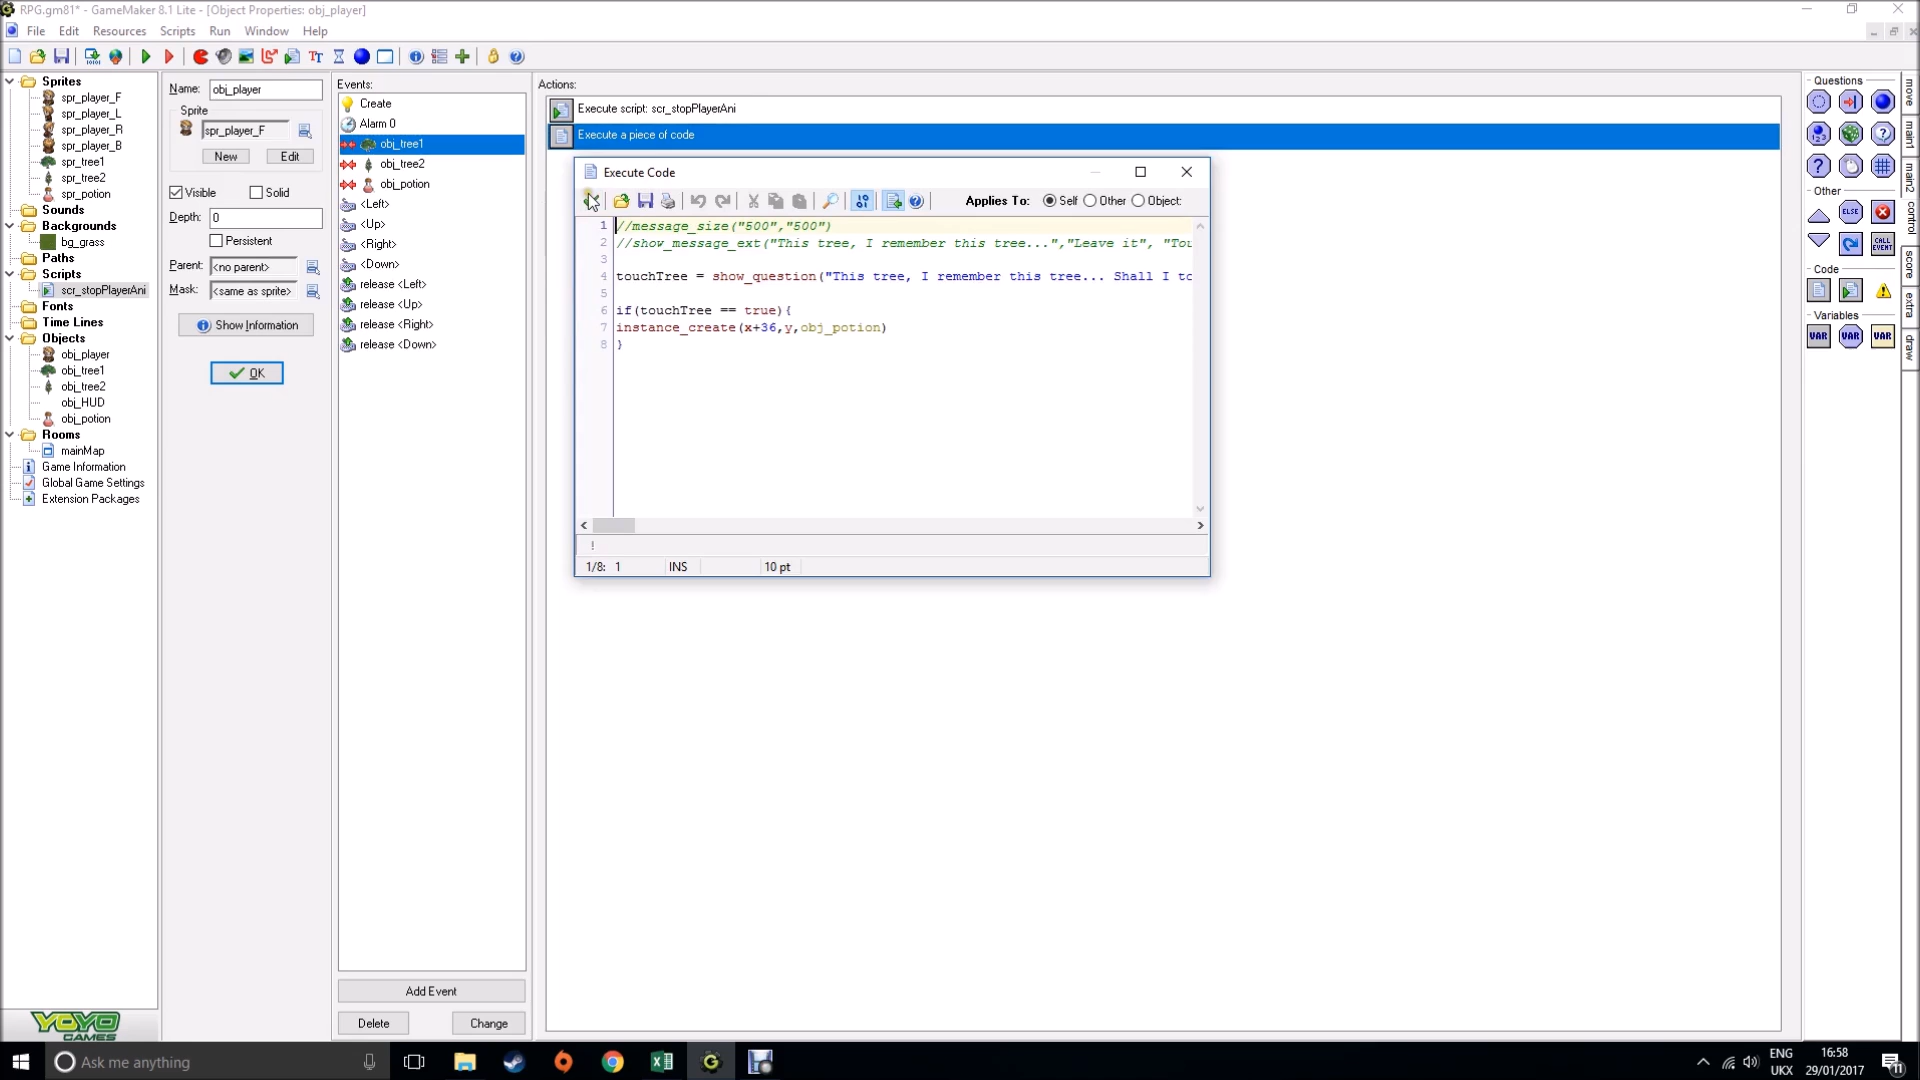 RPG.gm81* - GameMaker 8.1 Lite - [Object Properties: obj_player]
File Edit Resources Scripts Run Window Help
Sprites
spr_player_F
spr_player_L
spr_player_R
spr_player_B
spr_tree1
spr_tree2
spr_potion
Sounds
Backgrounds
bg_grass
Paths
Scripts
scr_stopPlayerAni
Fonts
Time Lines
Objects
obj_player
obj_tree1
obj_tree2
obj_HUD
obj_potion
Rooms
mainMap
Game Information
Global Game Settings
Extension Packages
YOYO
GAMES
Name: obj_player
Sprite
spr_player_F
New Edit
Visible Solid
Depth: 0
Persistent
Parent: <no parent>
Mask: <same as sprite>
Show Information
OK
Events:
Create
Alarm 0
obj_tree1
obj_tree2
obj_potion
<Left>
<Up>
<Right>
<Down>
release <Left>
release <Up>
release <Right>
release <Down>
Add Event
Delete Change
Actions:
Execute script: scr_stopPlayerAni
Execute a piece of code
Execute Code
Applies To: Self Other Object:
1 //message_size("500","500")
2 //show_message_ext("This tree, I remember this tree...","Leave it", "Tou
3
4 touchTree = show_question("This tree, I remember this tree... Shall I to
5
6 if(touchTree == true){
7 instance_create(x+36,y,obj_potion)
8 }
!
1/8: 1 INS 10 pt
Questions
Other
ELSE
CALL EVENT
Code
Variables
VAR VAR VAR
move
main1
main2
control
score
extra
draw
Ask me anything
ENG
UKX
16:58
29/01/2017
11